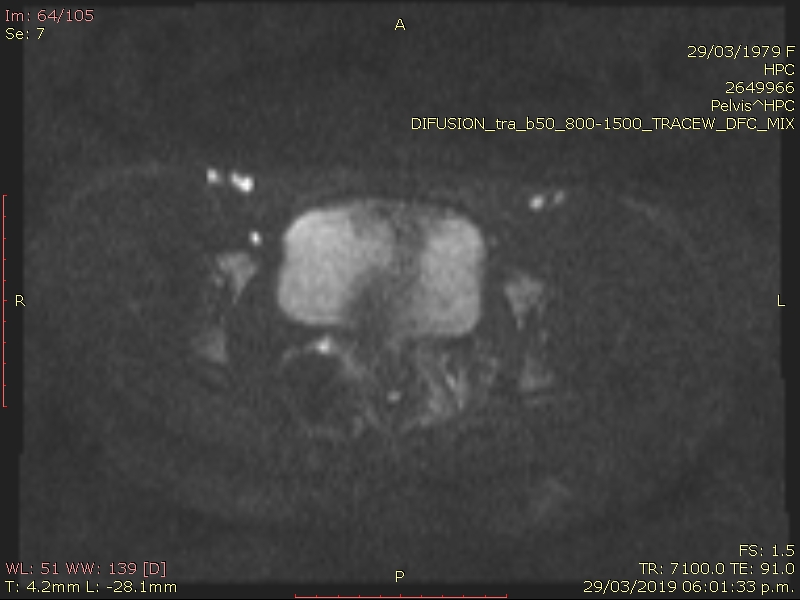 Im: 64/105
Se: 7
A
29/03/1979 F
HPC
2649966
Pelvis^HPC
DIFUSION_tra_b50_800-1500_TRACEW_DFC_MIX
R
L
WL: 51 WW: 139 [D]
T: 4.2mm L: -28.1mm
P
FS: 1.5
TR: 7100.0 TE: 91.0
29/03/2019 06:01:33 p.m.